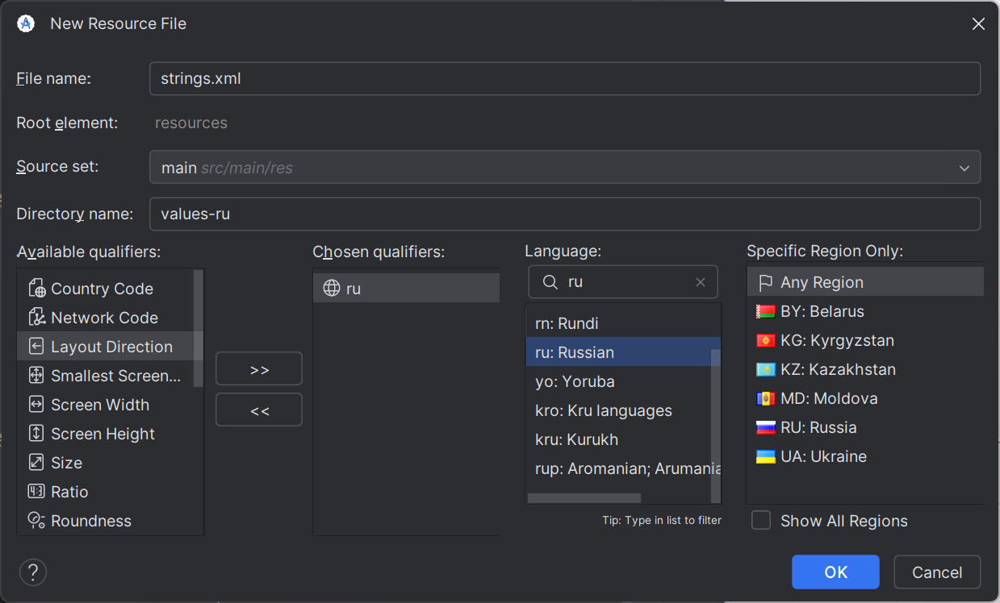 New Resource File
File name:
strings.xml
Root element:
resources
Source set:
main src/main/res
Directory name:
values-ru
Available qualifiers:
Country Code
Network Code
Layout Direction
Smallest Screen...
Screen Width
Screen Height
Size
4:3 Ratio
Roundness
>>
<<
Chosen qualifiers:
ru
Language:
ru
rn: Rundi
ru: Russian
yo: Yoruba
kro: Kru languages
kru: Kurukh
rup: Aromanian; Arumania
Tip: Type in list to filter
Specific Region Only:
Any Region
BY: Belarus
KG: Kyrgyzstan
KZ: Kazakhstan
MD: Moldova
RU: Russia
UA: Ukraine
Show All Regions
?
OK
Cancel